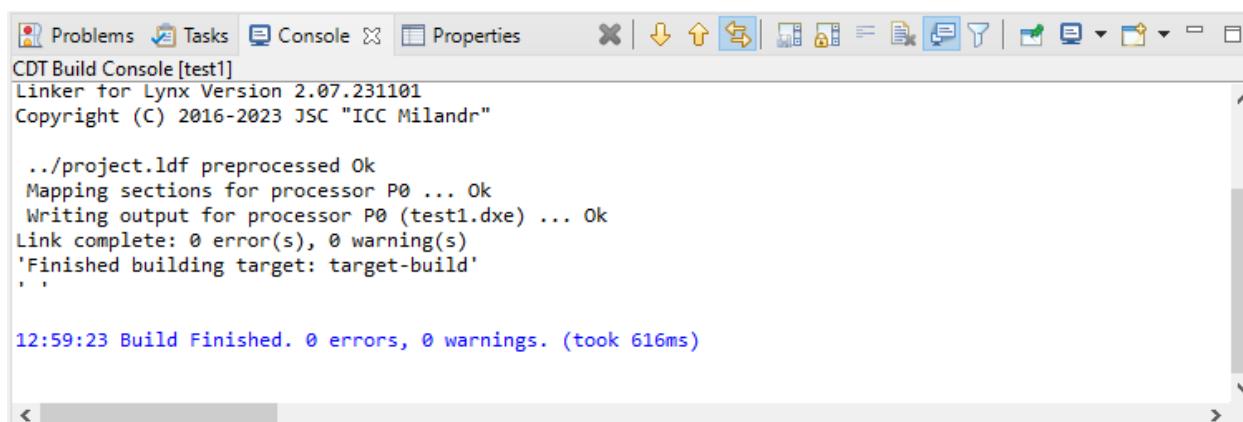 Problems Tasks Console Properties
CDT Build Console [test1]
Linker for Lynx Version 2.07.231101
Copyright (C) 2016-2023 JSC "ICC Milandr"
../project.ldf preprocessed Ok
Mapping sections for processor P0 ... Ok
Writing output for processor P0 (test1.dxe) ... Ok
Link complete: 0 error(s), 0 warning(s)
'Finished building target: target-build'
' '
12:59:23 Build Finished. 0 errors, 0 warnings. (took 616ms)